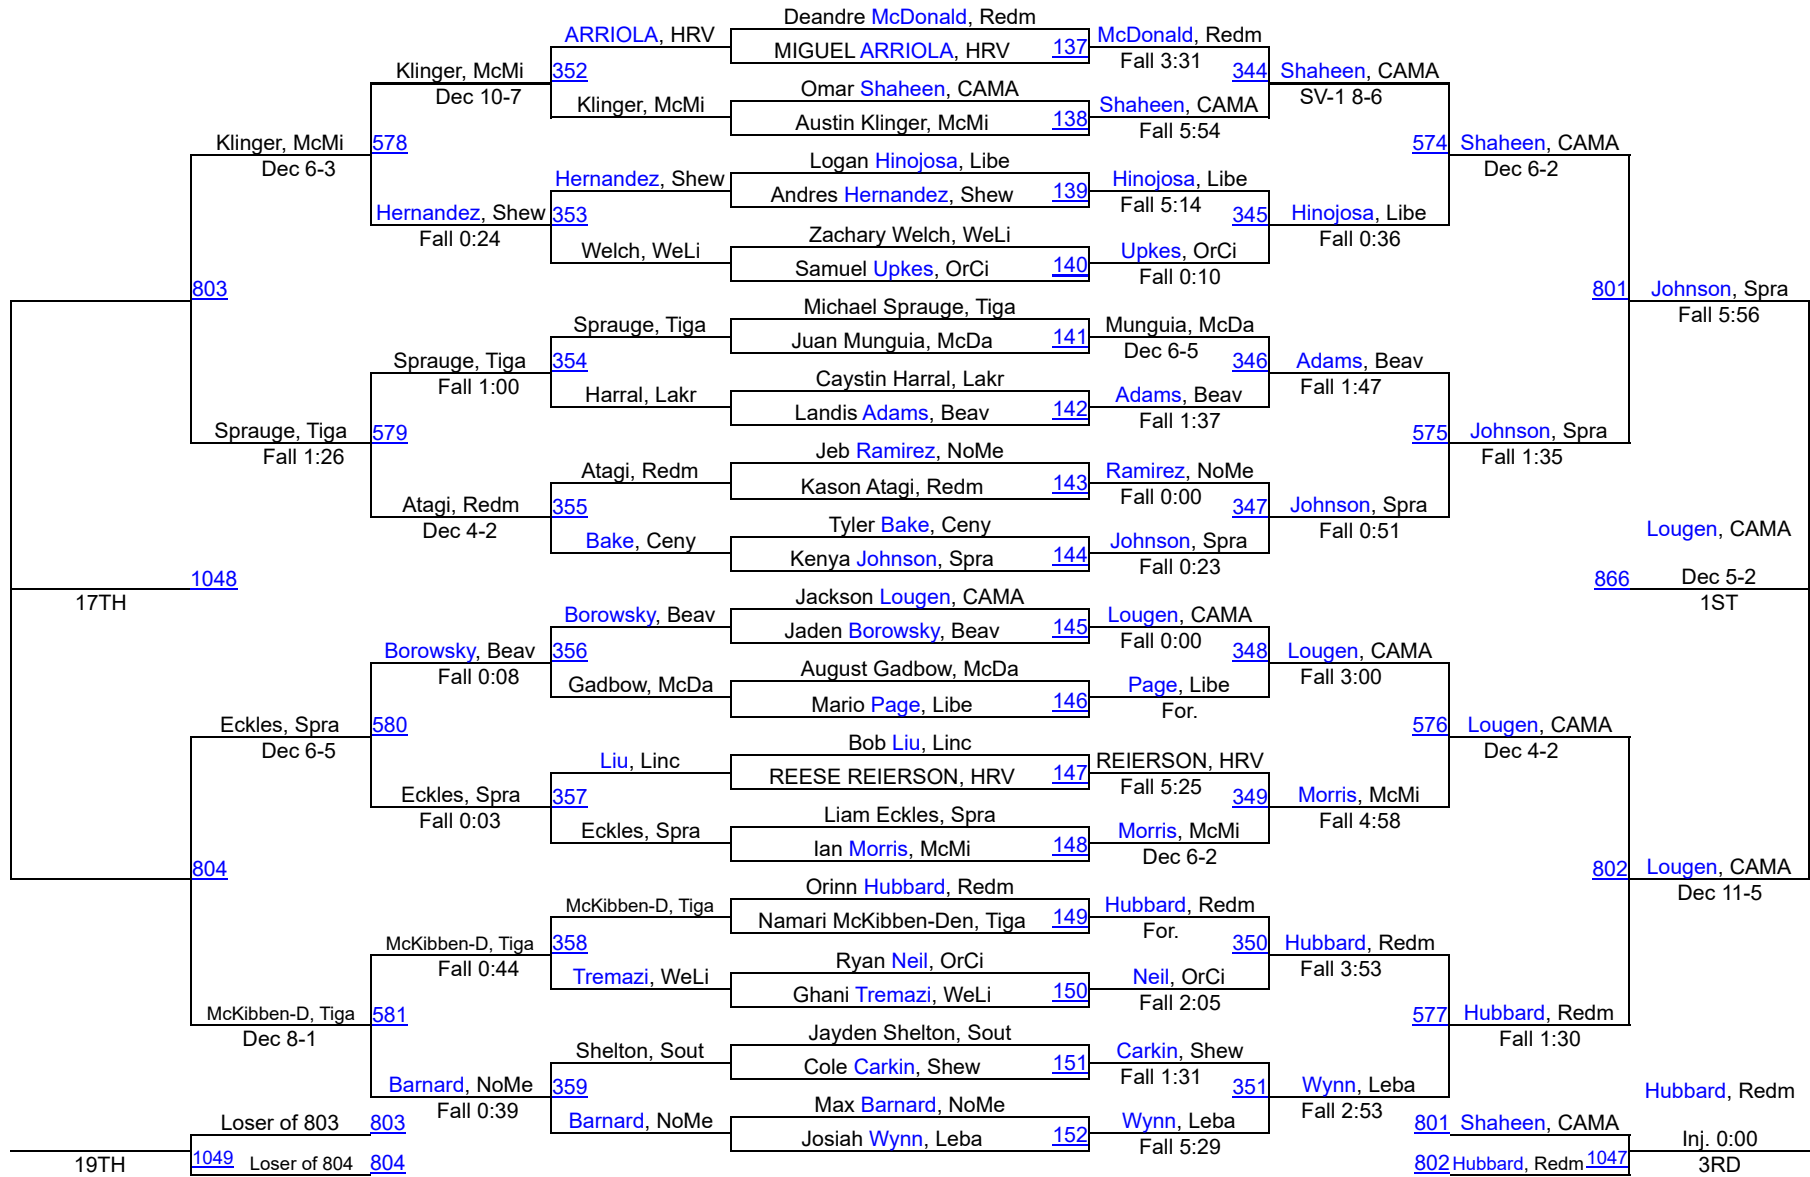 Deandre McDonald, Redm
ARRIOLA, HRV
MIGUEL ARRIOLA, HRV
137
McDonald, Redm
Fall 3:31
Klinger, McMi
352
344
Shaheen, CAMA
Dec 10-7
Omar Shaheen, CAMA
SV-1 8-6
Klinger, McMi
Austin Klinger, McMi
138
Shaheen, CAMA
Fall 5:54
Klinger, McMi
578
574
Shaheen, CAMA
Dec 6-3
Logan Hinojosa, Libe
Dec 6-2
Hernandez, Shew
Andres Hernandez, Shew
139
Hinojosa, Libe
Fall 5:14
Hernandez, Shew
353
345
Hinojosa, Libe
Fall 0:24
Zachary Welch, WeLi
Fall 0:36
Welch, WeLi
Samuel Upkes, OrCi
140
Upkes, OrCi
Fall 0:10
803
801
Johnson, Spra
Michael Sprauge, Tiga
Fall 5:56
Sprauge, Tiga
Juan Munguia, McDa
141
Munguia, McDa
Dec 6-5
Sprauge, Tiga
354
346
Adams, Beav
Fall 1:00
Caystin Harral, Lakr
Fall 1:47
Harral, Lakr
Landis Adams, Beav
142
Adams, Beav
Fall 1:37
Sprauge, Tiga
579
575
Johnson, Spra
Fall 1:26
Jeb Ramirez, NoMe
Fall 1:35
Atagi, Redm
Kason Atagi, Redm
143
Ramirez, NoMe
Fall 0:00
Atagi, Redm
355
347
Johnson, Spra
Dec 4-2
Tyler Bake, Ceny
Fall 0:51
Lougen, CAMA
Bake, Ceny
Kenya Johnson, Spra
144
Johnson, Spra
Fall 0:23
1048
866
Dec 5-2
17TH
1ST
Jackson Lougen, CAMA
Borowsky, Beav
Jaden Borowsky, Beav
145
Lougen, CAMA
Fall 0:00
Borowsky, Beav
356
348
Lougen, CAMA
Fall 0:08
August Gadbow, McDa
Fall 3:00
Gadbow, McDa
Mario Page, Libe
146
Page, Libe
For.
Eckles, Spra
580
576
Lougen, CAMA
Dec 6-5
Bob Liu, Linc
Dec 4-2
Liu, Linc
REESE REIERSON, HRV
147
REIERSON, HRV
Fall 5:25
Eckles, Spra
357
349
Morris, McMi
Fall 0:03
Liam Eckles, Spra
Fall 4:58
Eckles, Spra
Ian Morris, McMi
148
Morris, McMi
Dec 6-2
804
802
Lougen, CAMA
Orinn Hubbard, Redm
Dec 11-5
McKibben-D, Tiga
Namari McKibben-Den, Tiga
149
Hubbard, Redm
For.
McKibben-D, Tiga
358
350
Hubbard, Redm
Fall 0:44
Ryan Neil, OrCi
Fall 3:53
Tremazi, WeLi
Ghani Tremazi, WeLi
150
Neil, OrCi
Fall 2:05
McKibben-D, Tiga
581
577
Hubbard, Redm
Dec 8-1
Jayden Shelton, Sout
Fall 1:30
Shelton, Sout
Cole Carkin, Shew
151
Carkin, Shew
Fall 1:31
Barnard, NoMe
359
351
Wynn, Leba
Hubbard, Redm
Fall 0:39
Max Barnard, NoMe
Fall 2:53
Loser of 803
803
Barnard, NoMe
Josiah Wynn, Leba
152
Wynn, Leba
Fall 5:29
801
Shaheen, CAMA
Inj. 0:00
19TH
1049
Loser of 804
804
802
Hubbard, Redm
1047
3RD